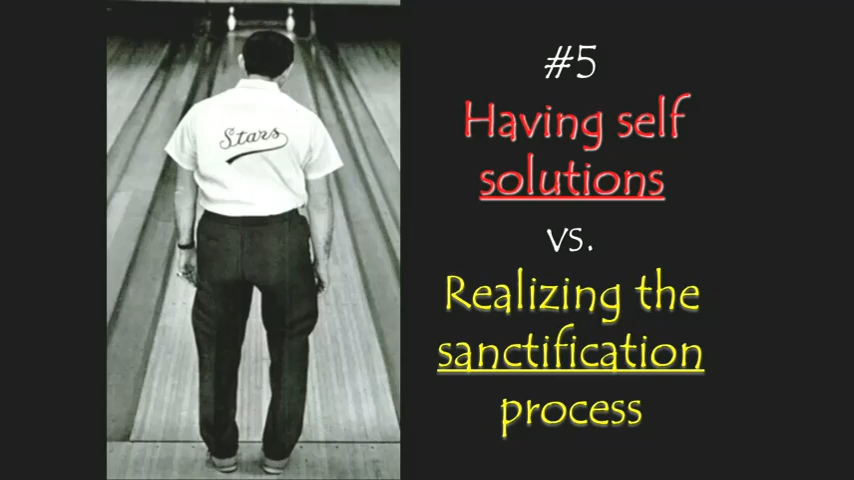 Stars
#5
Having self
solutions
vs.
Realizing the
sanctification
process